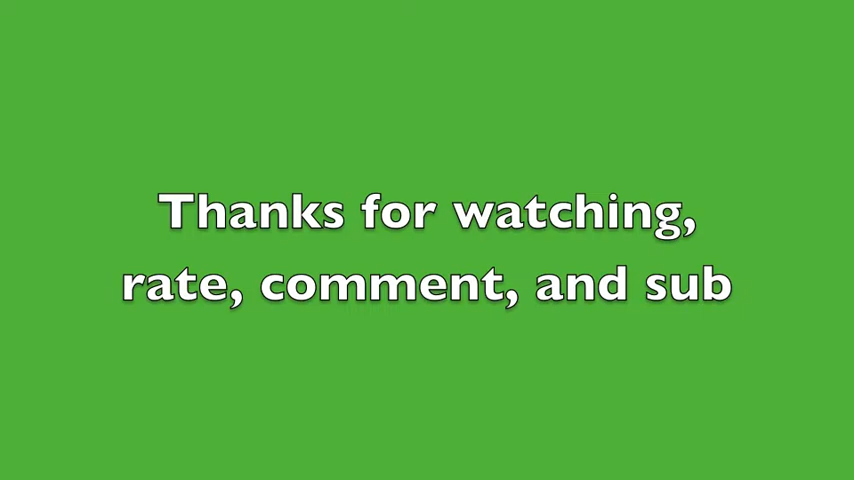 Thanks for watching,
rate, comment, and sub